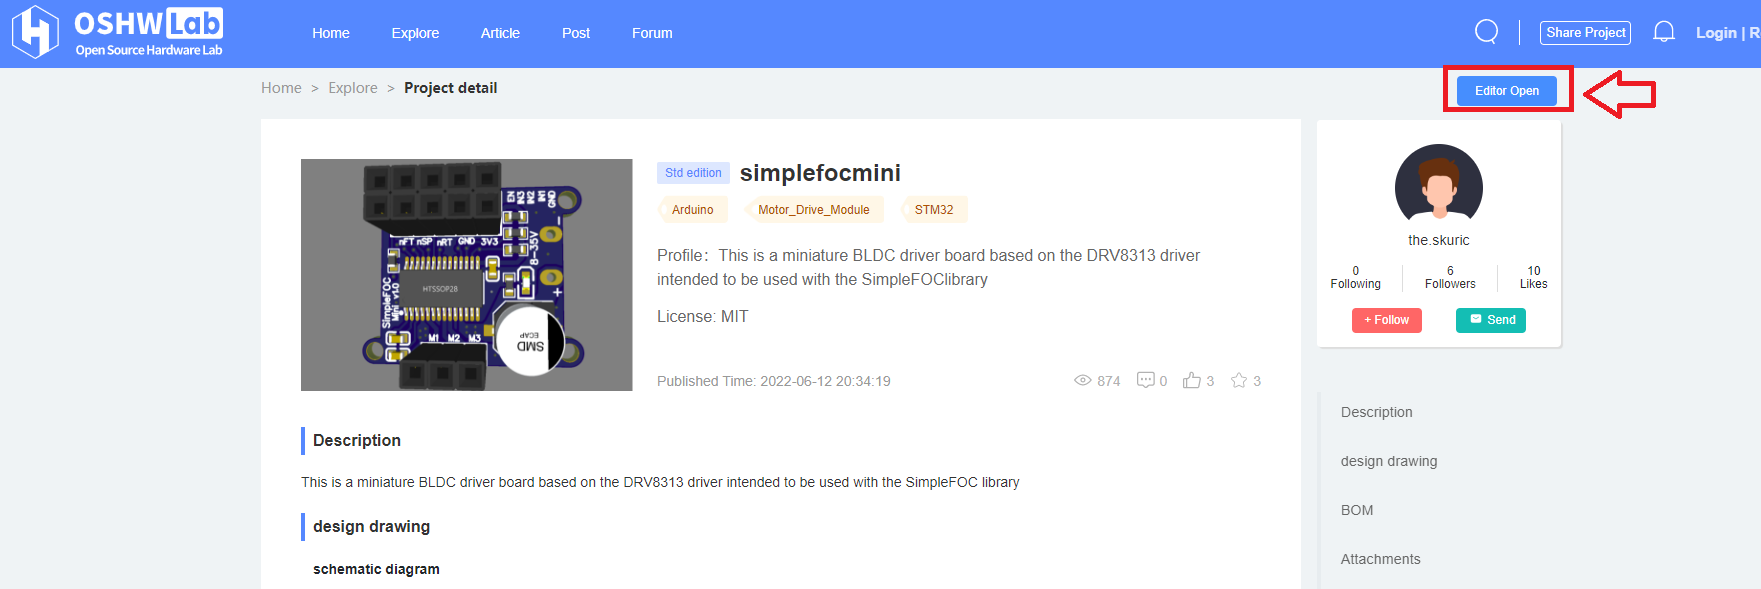 OSHWLab
Open Source Hardware Lab
Home
Explore
Article
Post
Forum
Share Project
Login | R
Home > Explore > Project detail
Editor Open
Std edition
simplefocmini
Arduino
Motor_Drive_Module
STM32
Profile：This is a miniature BLDC driver board based on the DRV8313 driver
intended to be used with the SimpleFOClibrary
License: MIT
Published Time: 2022-06-12 20:34:19
874
0
3
3
EN
IN3
IN2
IN1
GND
nFT nSP nRT GND 3V3
8-35V
HTSSOP28
SimpleFOC
Mini v1.0
M1 M2 M3
SMD
ECAP
the.skuric
0
Following
6
Followers
10
Likes
+ Follow
Send
Description
This is a miniature BLDC driver board based on the DRV8313 driver intended to be used with the SimpleFOC library
design drawing
schematic diagram
Description
design drawing
BOM
Attachments